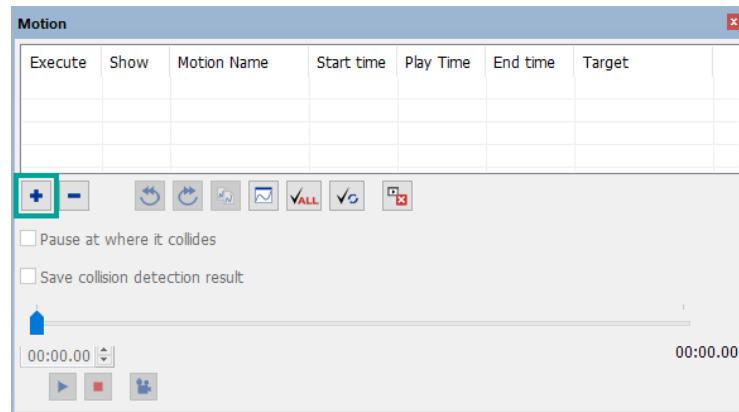 Motion
Execute Show Motion Name Start time Play Time End time Target
ALL
Pause at where it collides
Save collision detection result
00:00.00 00:00.00